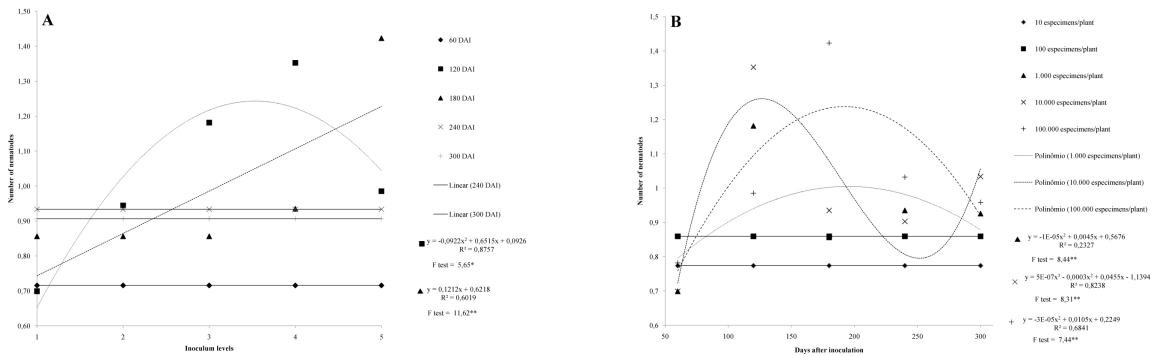 A
Number of nematodes
1,50
1,40
1,30
1,20
1,10
1,00
0,90
0,80
0,70
0,60
1
2
3
4
5
Inoculum levels
60 DAI
120 DAI
180 DAI
240 DAI
300 DAI
Linear (240 DAI)
Linear (300 DAI)
y = -0,0922x² + 0,6515x + 0,0926
R² = 0,8757
F test = 5,65*
y = 0,1212x + 0,6218
R² = 0,6019
F test = 11,62**
B
Number of nematodes
1,5
1,4
1,3
1,2
1,1
1
0,9
0,8
0,7
0,6
50
100
150
200
250
300
Days after inoculation
10 especimens/plant
100 especimens/plant
1.000 especimens/plant
10.000 especimens/plant
100.000 especimens/plant
Polinômio (1.000 especimens/plant)
Polinômio (10.000 especimens/plant)
Polinômio (100.000 especimens/plant)
y = -1E-05x² + 0,0045x + 0,5676
R² = 0,2327
F test = 8,44**
y = 5E-07x³ - 0,0003x² + 0,0455x - 1,1394
R² = 0,8238
F test = 8,31**
y = -3E-05x² + 0,0105x + 0,2249
R² = 0,6841
F test = 7,44**